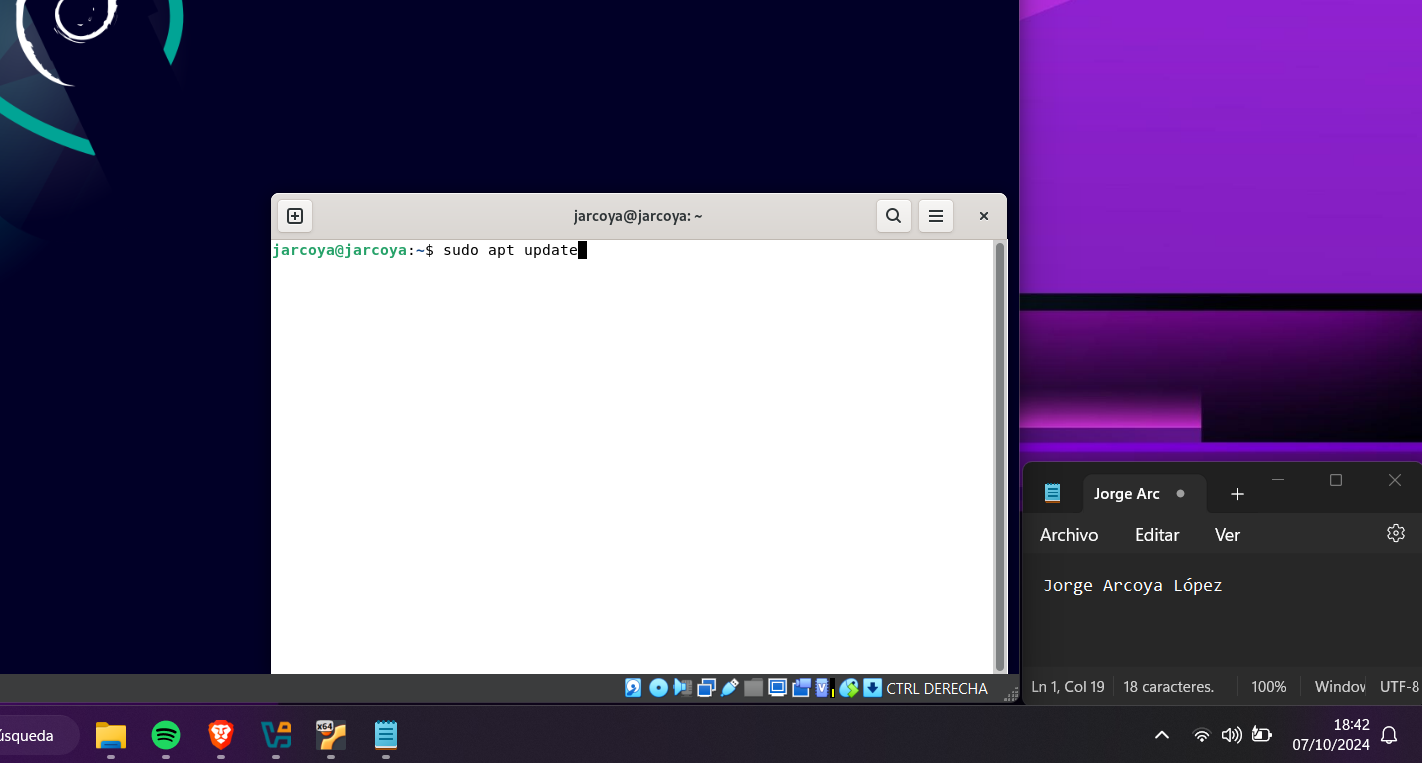 jarcoya@jarcoya: ~
jarcoya@jarcoya:~$ sudo apt update
Jorge Arc
Archivo Editar Ver
Jorge Arcoya López
Ln 1, Col 19 18 caracteres. 100% Window UTF-8
CTRL DERECHA
úsqueda
x64
18:42
07/10/2024